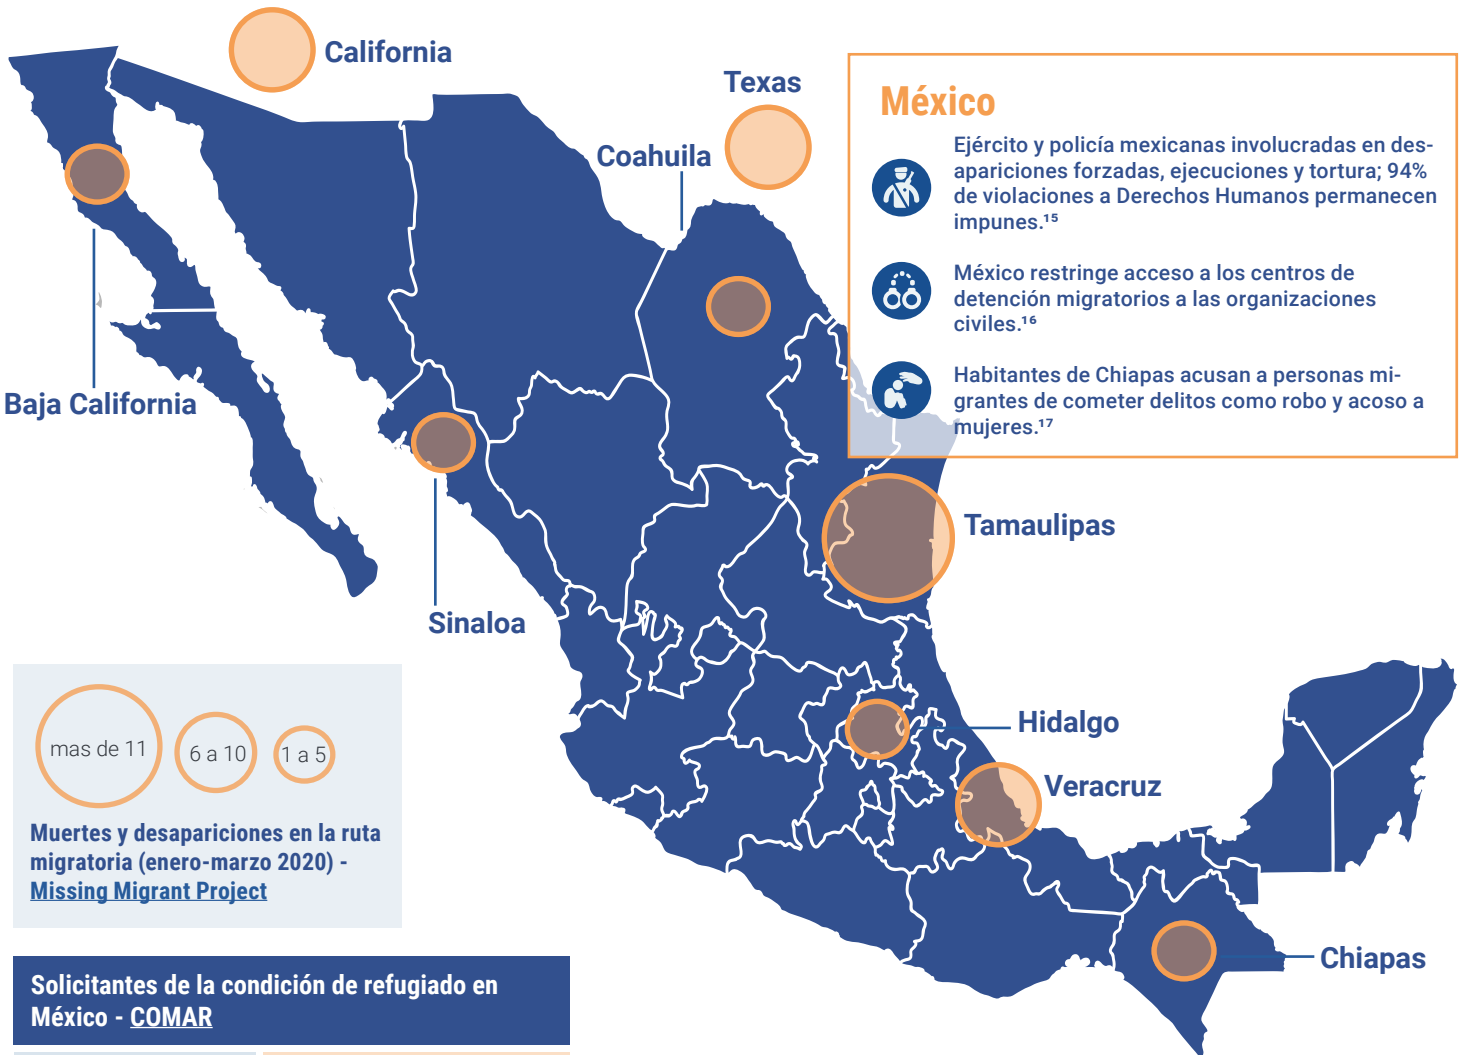 California
Texas
Coahuila
México
Ejército y policía mexicanas involucradas en des-
apariciones forzadas, ejecuciones y tortura; 94%
de violaciones a Derechos Humanos permanecen
impunes.¹⁵
México restringe acceso a los centros de
detención migratorios a las organizaciones
civiles.¹⁶
Habitantes de Chiapas acusan a personas mi-
grantes de cometer delitos como robo y acoso a
mujeres.¹⁷
Baja California
Tamaulipas
Sinaloa
Hidalgo
Veracruz
Chiapas
mas de 11
6 a 10
1 a 5
Muertes y desapariciones en la ruta
migratoria (enero-marzo 2020) -
Missing Migrant Project
Solicitantes de la condición de refugiado en
México - COMAR